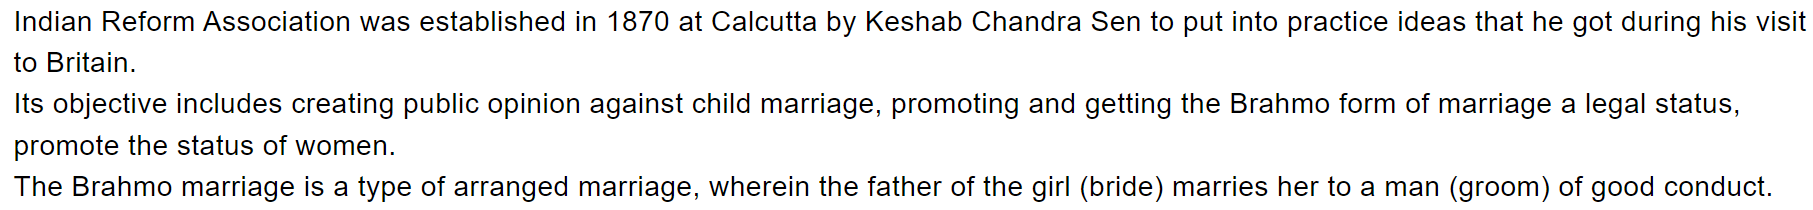 Indian Reform Association was established in 1870 at Calcutta by Keshab Chandra Sen to put into practice ideas that he got during his visit
to Britain.
Its objective includes creating public opinion against child marriage, promoting and getting the Brahmo form of marriage a legal status,
promote the status of women.
The Brahmo marriage is a type of arranged marriage, wherein the father of the girl (bride) marries her to a man (groom) of good conduct.